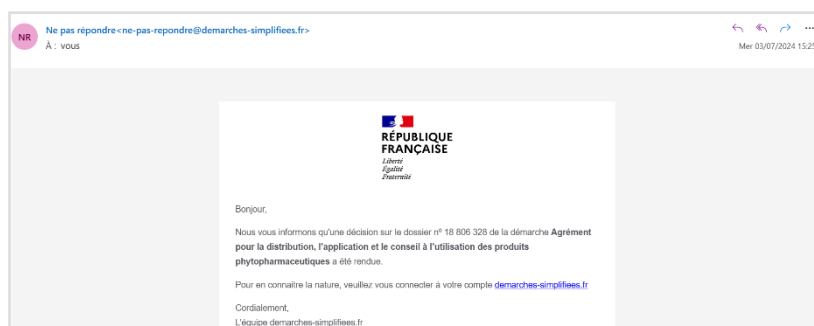 NR
Ne pas répondre<ne-pas-repondre@demarches-simplifiees.fr>
À : vous
Mer 03/07/2024 15:25
RÉPUBLIQUE
FRANÇAISE
Liberté
Égalité
Fraternité
Bonjour,
Nous vous informons qu'une décision sur le dossier nº 18 806 328 de la démarche Agrément
pour la distribution, l'application et le conseil à l'utilisation des produits
phytopharmaceutiques a été rendue.
Pour en connaitre la nature, veuillez vous connecter à votre compte demarches-simplifiees.fr
Cordialement,
L'équipe demarches-simplifiees.fr